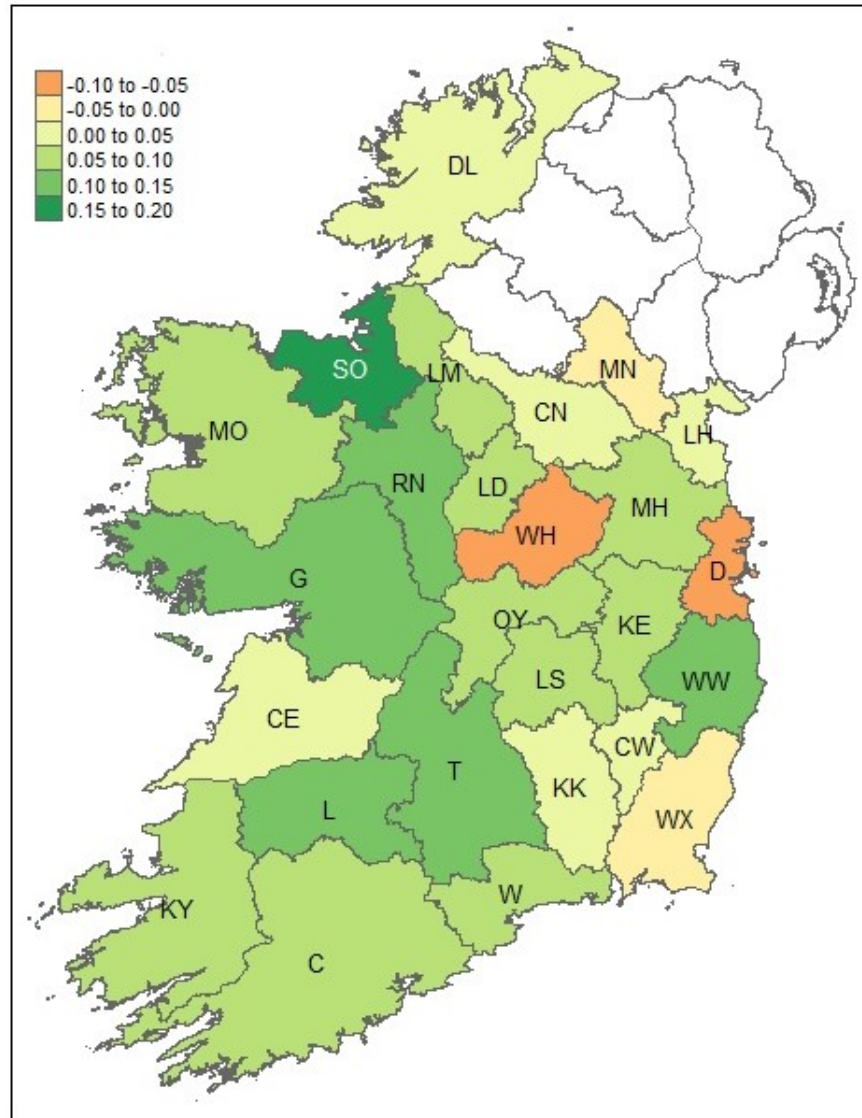 -0.10 to -0.05
-0.05 to 0.00
0.00 to 0.05
0.05 to 0.10
0.10 to 0.15
0.15 to 0.20
DL
SO
LM
MN
CN
LH
MO
RN
LD
MH
WH
D
G
OY
KE
LS
WW
CE
CW
T
KK
L
WX
W
KY
C